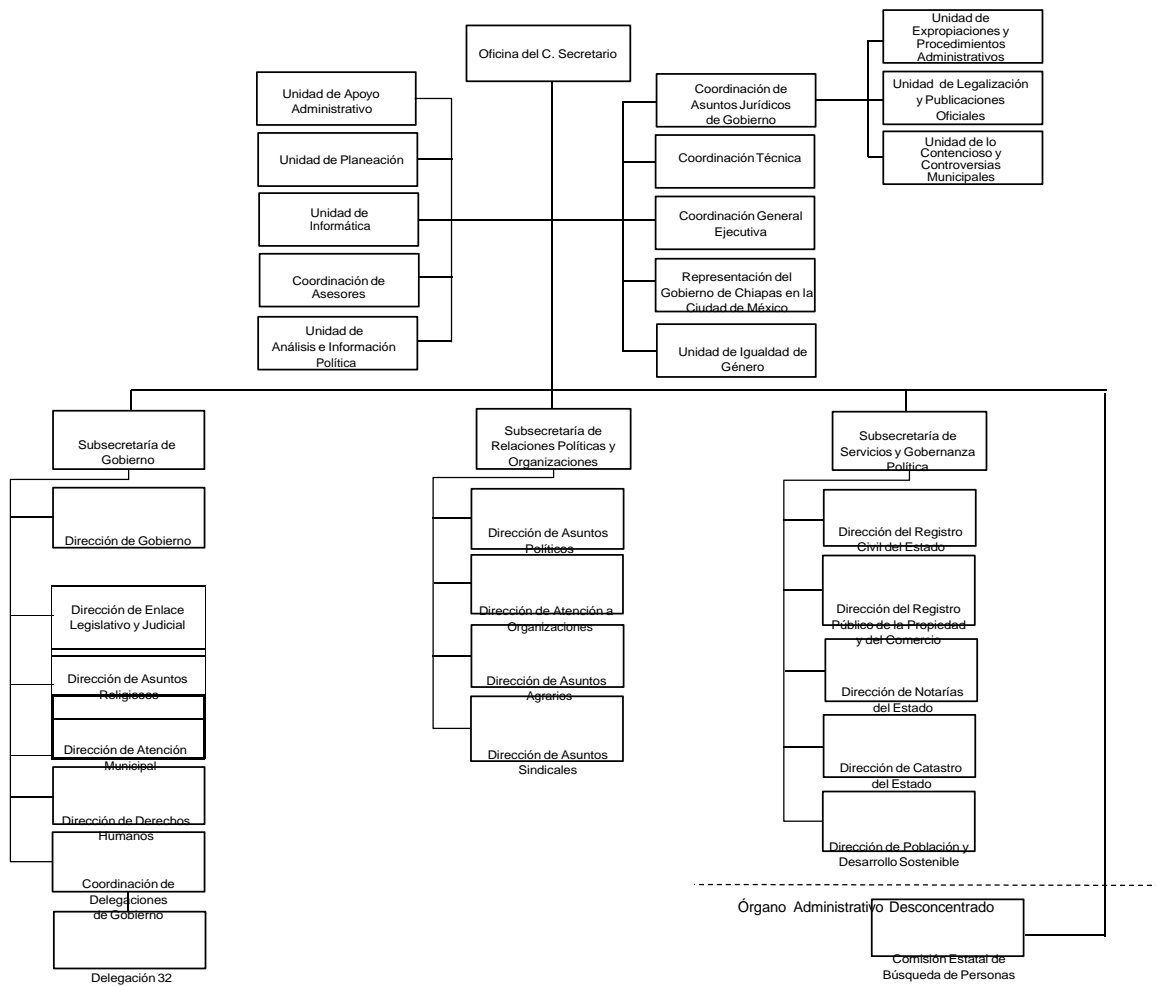 Oficina del C. Secretario
Unidad de Apoyo
Administrativo
Unidad de Planeación
Unidad de
Informática
Coordinación de
Asesores
Unidad de
Análisis e Información
Política
Coordinación de
Asuntos Jurídicos
de Gobierno
Coordinación Técnica
Coordinación General
Ejecutiva
Representación del
Gobierno de Chiapas en la
Ciudad de México
Unidad de Igualdad de
Género
Unidad de
Expropiaciones y
Procedimientos
Administrativos
Unidad de Legalización
y Publicaciones
Oficiales
Unidad de lo
Contencioso y
Controversias
Municipales
Subsecretaría de
Gobierno
Dirección de Gobierno
Dirección de Enlace
Legislativo y Judicial
Dirección de Asuntos
Religiosos
Dirección de Atención
Municipal
Dirección de Derechos
Humanos
Coordinación de
Delegaciones
de Gobierno
Delegación 32
Subsecretaría de
Relaciones Políticas y
Organizaciones
Dirección de Asuntos
Políticos
Dirección de Atención a
Organizaciones
Dirección de Asuntos
Agrarios
Dirección de Asuntos
Sindicales
Subsecretaría de
Servicios y Gobernanza
Política
Dirección del Registro
Civil del Estado
Dirección del Registro
Público de la Propiedad
y del Comercio
Dirección de Notarías
del Estado
Dirección de Catastro
del Estado
Dirección de Población y
Desarrollo Sostenible
Órgano Administrativo Desconcentrado
Comisión Estatal de
Búsqueda de Personas